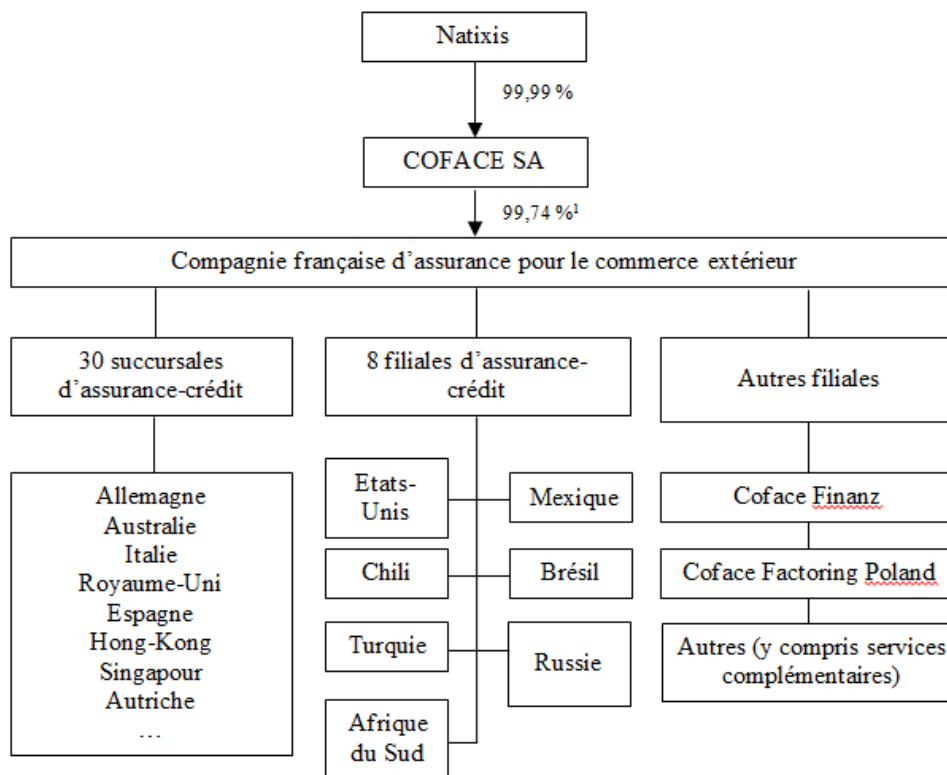 Natixis
99,99 %
COFACE SA
99,74 %¹
Compagnie française d'assurance pour le commerce extérieur
30 succursales
d'assurance-crédit
8 filiales d'assurance-
crédit
Autres filiales
Allemagne
Australie
Italie
Royaume-Uni
Espagne
Hong-Kong
Singapour
Autriche
…
Etats-
Unis
Mexique
Chili
Brésil
Turquie
Russie
Afrique
du Sud
Coface Finanz
Coface Factoring Poland
Autres (y compris services
complémentaires)